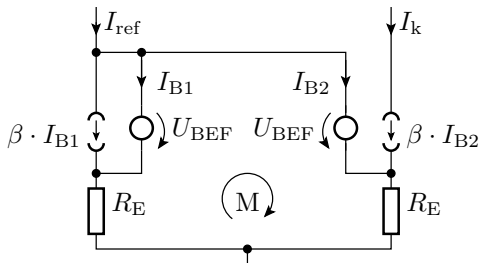 I_ref
I_k
I_B1
I_B2
β · I_B1
U_BEF
U_BEF
β · I_B2
R_E
M
R_E